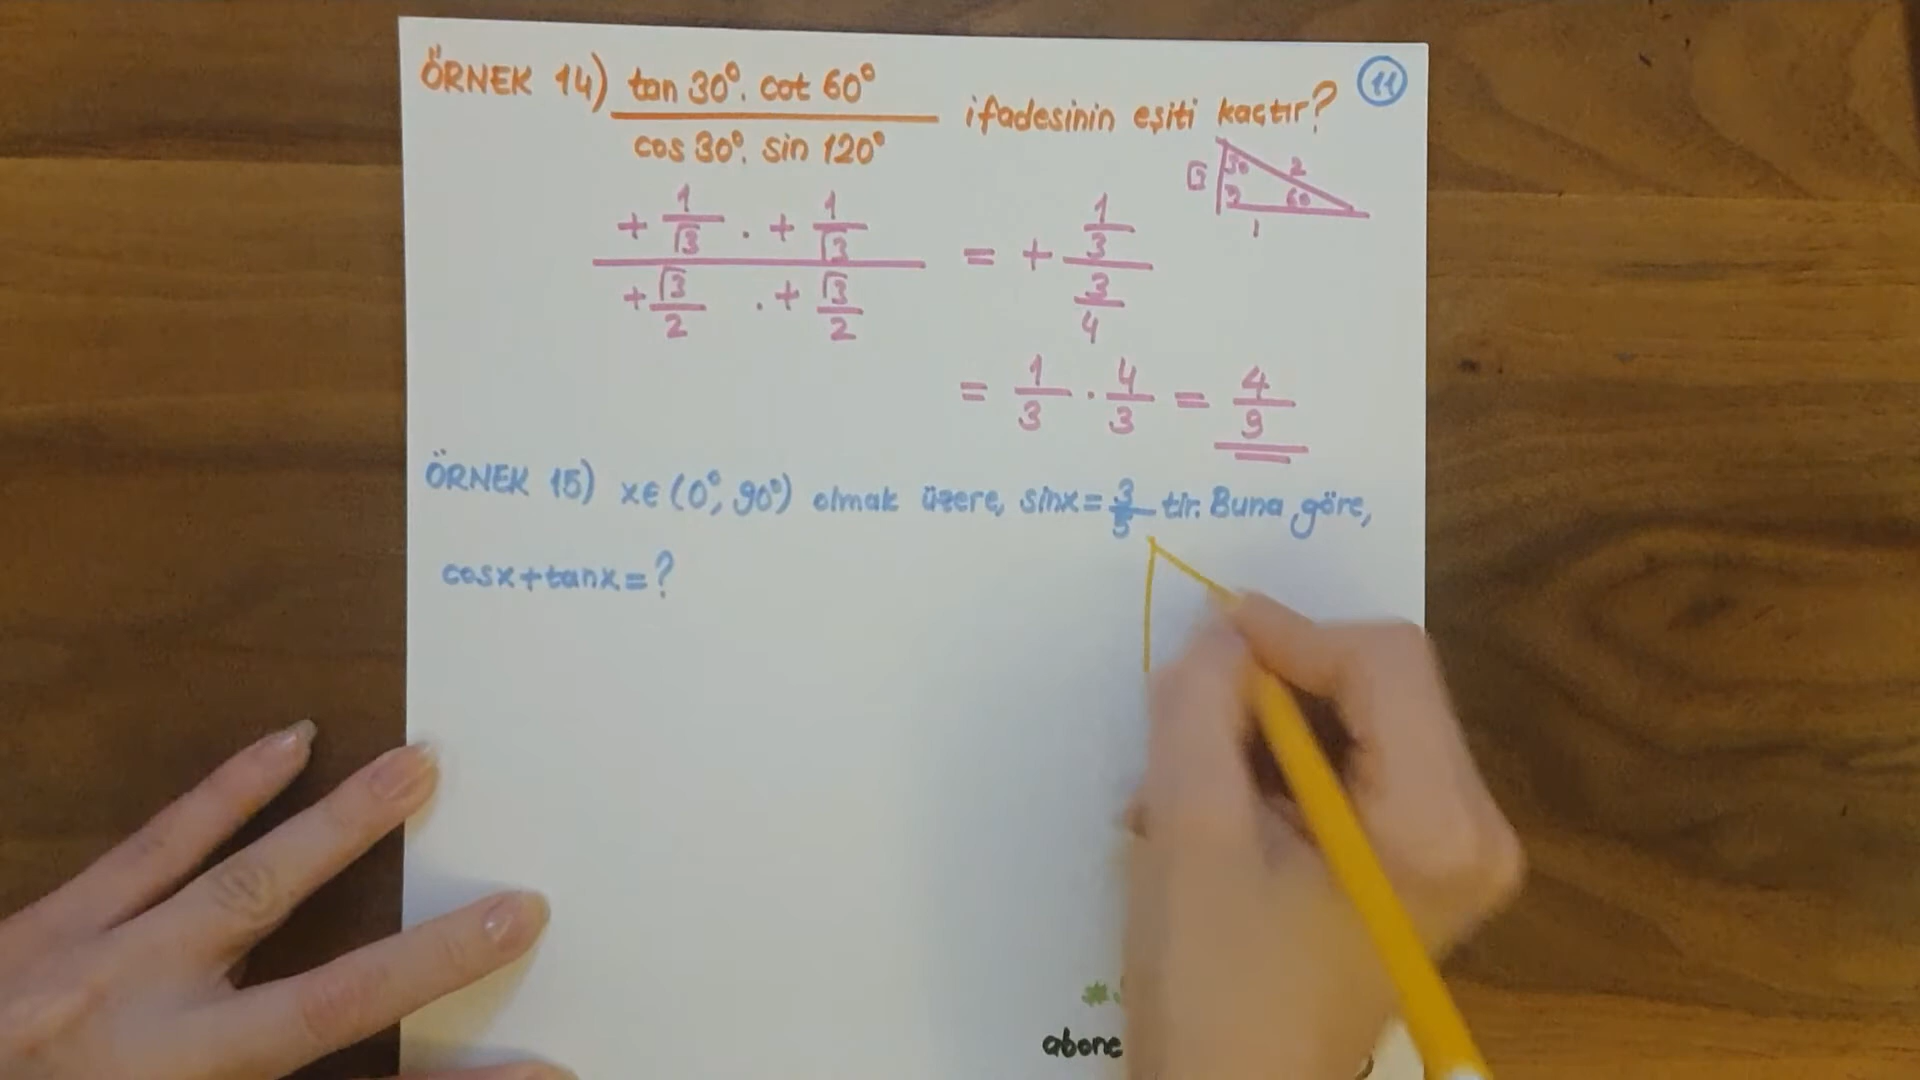 ÖRNEK 14) tan 30°. cot 60° / cos 30°. sin 120° ifadesinin eşiti kaçtır? 11
+ 1/√3 . + 1/√3 / + √3/2 . + √3/2 = + 1/3 / 3/4
√3 30 2 60 1
= 1/3 . 4/3 = 4/9
ÖRNEK 15) x∈(0°, 90°) olmak üzere, sinx = 3/5 tir. Buna göre,
cosx+tanx=?
abone